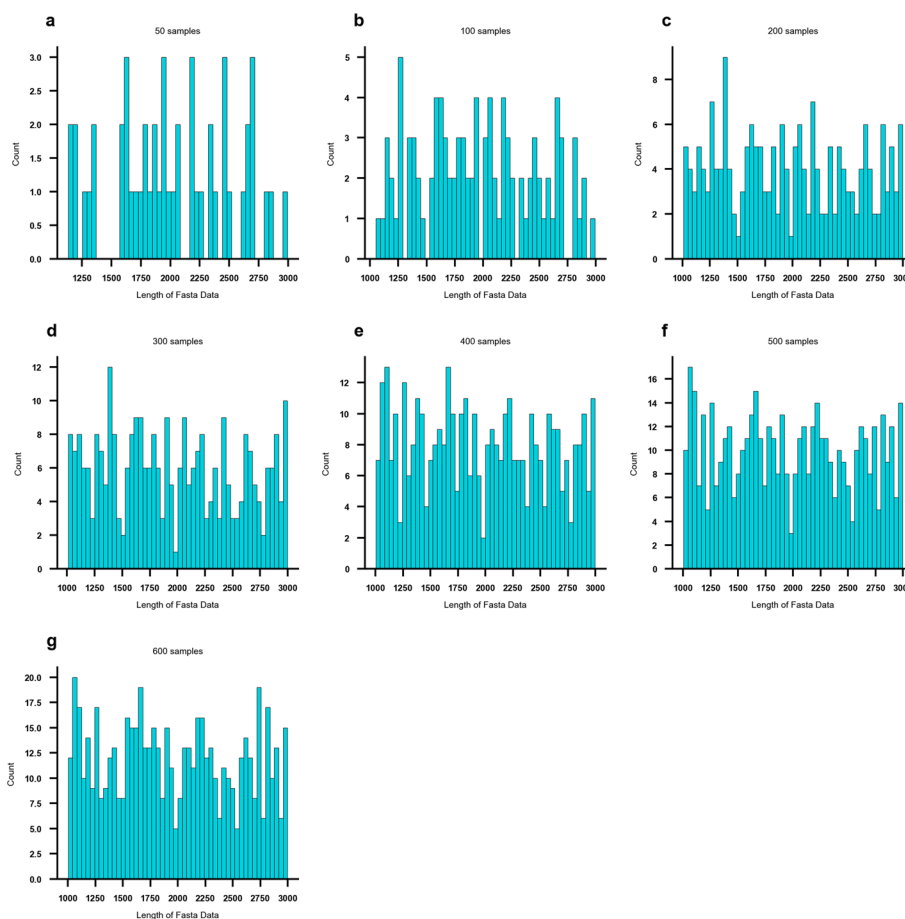 a
50 samples
3.0
2.5
2.0
1.5
1.0
0.5
0.0
Count
1250 1500 1750 2000 2250 2500 2750 3000
Length of Fasta Data
b
100 samples
5
4
3
2
1
0
Count
1000 1250 1500 1750 2000 2250 2500 2750 3000
Length of Fasta Data
c
200 samples
8
6
4
2
0
Count
1000 1250 1500 1750 2000 2250 2500 2750
Length of Fasta Data
d
300 samples
12
10
8
6
4
2
0
Count
1000 1250 1500 1750 2000 2250 2500 2750 3000
Length of Fasta Data
e
400 samples
12
10
8
6
4
2
0
Count
1000 1250 1500 1750 2000 2250 2500 2750 3000
Length of Fasta Data
f
500 samples
16
14
12
10
8
6
4
2
0
Count
1000 1250 1500 1750 2000 2250 2500 2750
Length of Fasta Data
g
600 samples
20.0
17.5
15.0
12.5
10.0
7.5
5.0
2.5
0.0
Count
1000 1250 1500 1750 2000 2250 2500 2750 3000
Length of Fasta Data